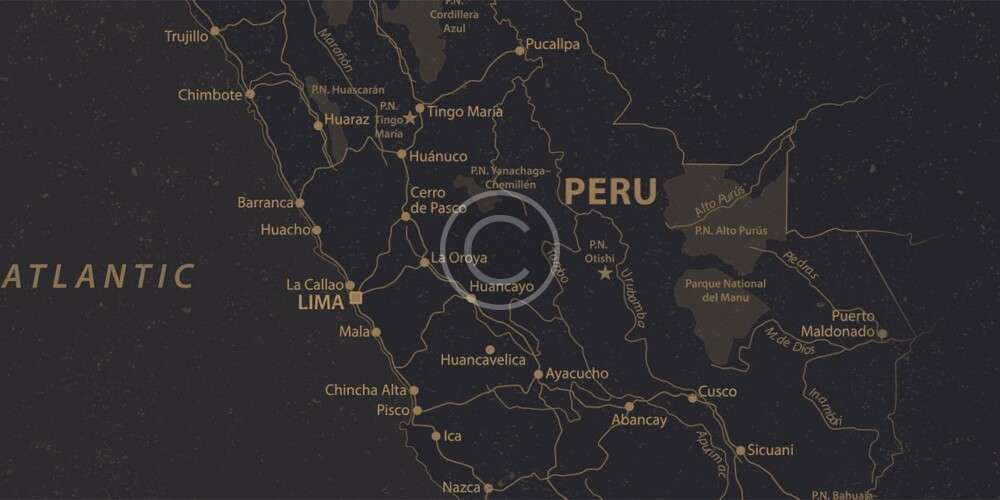 P.N.
Cordillera
Azul
Trujillo
Marañón
Pucallpa
Chimbote
P.N. Huascarán
P.N.
Tingo
María
Tingo María
Huaraz
Huánuco
P.N. Yanachaga–
Chemillén
Cerro
de Pasco
PERU
Alto Purús
Barranca
Huacho
P.N. Alto Purús
P.N.
Otishi
La Oroya
Piedras
ATLANTIC
La Callao
LIMA
Huancayo
Urubamba
Parque National
del Manu
Puerto
Maldonado
Mala
M. de Dios
Huancavelica
Ayacucho
Chincha Alta
Pisco
Cusco
Inambari
Abancay
Ica
Apurimac
Sicuani
Nazca
P.N. Bahuaja
©